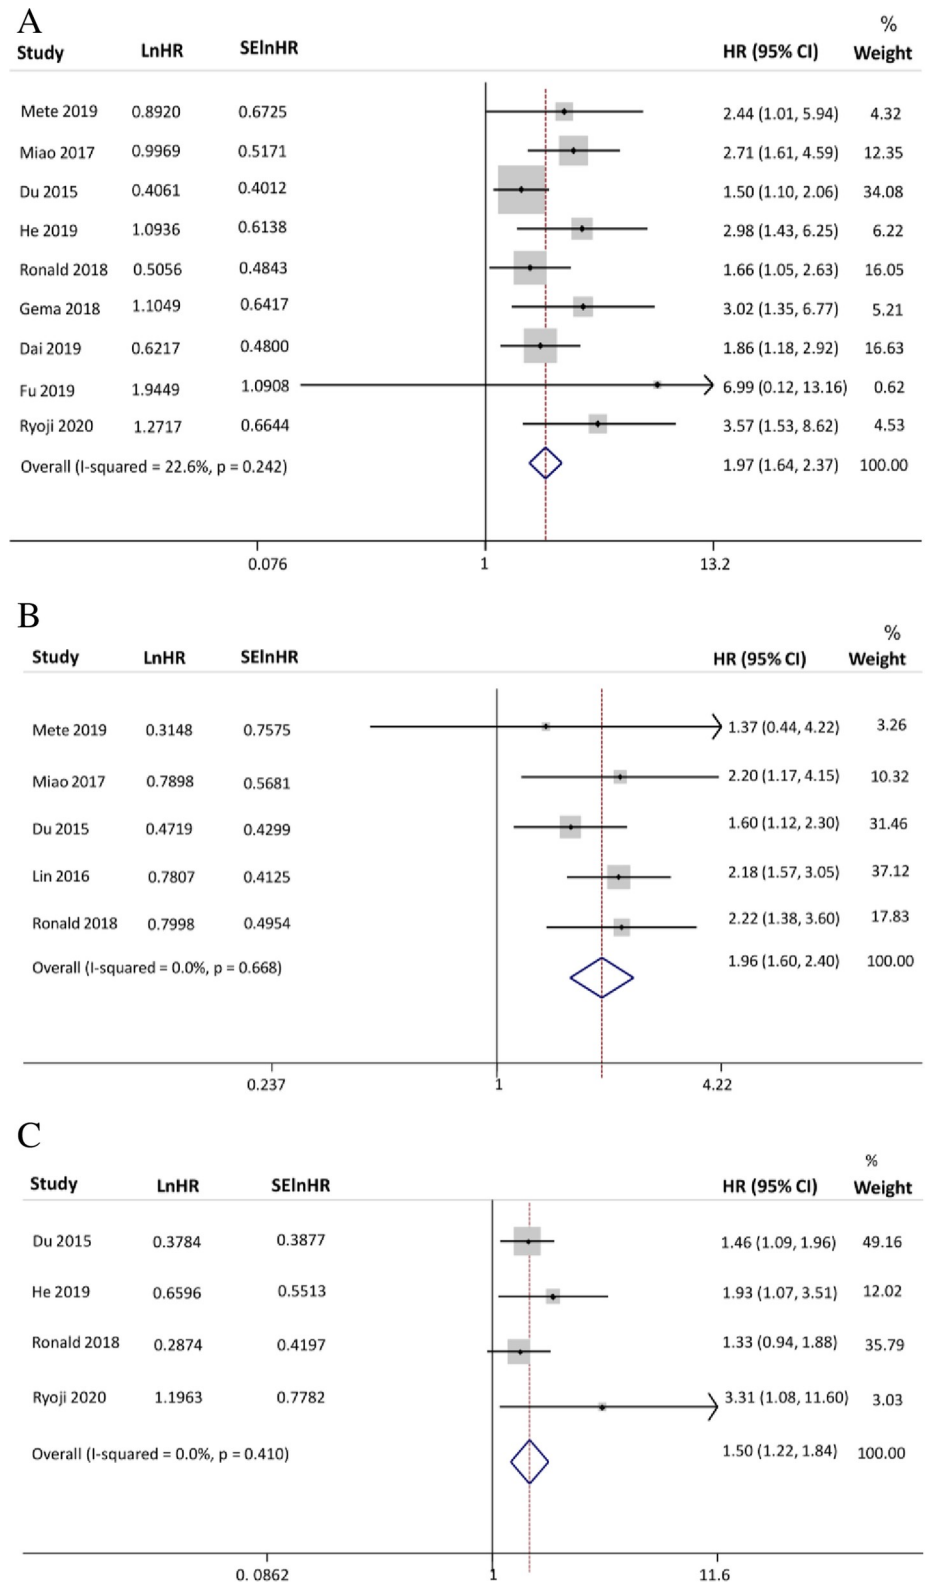 A
%
Study LnHR SElnHR HR (95% CI) Weight
Mete 2019 0.8920 0.6725 2.44 (1.01, 5.94) 4.32
Miao 2017 0.9969 0.5171 2.71 (1.61, 4.59) 12.35
Du 2015 0.4061 0.4012 1.50 (1.10, 2.06) 34.08
He 2019 1.0936 0.6138 2.98 (1.43, 6.25) 6.22
Ronald 2018 0.5056 0.4843 1.66 (1.05, 2.63) 16.05
Gema 2018 1.1049 0.6417 3.02 (1.35, 6.77) 5.21
Dai 2019 0.6217 0.4800 1.86 (1.18, 2.92) 16.63
Fu 2019 1.9449 1.0908 6.99 (0.12, 13.16) 0.62
Ryoji 2020 1.2717 0.6644 3.57 (1.53, 8.62) 4.53
Overall (I-squared = 22.6%, p = 0.242) 1.97 (1.64, 2.37) 100.00
0.076 1 13.2
B
%
Study LnHR SElnHR HR (95% CI) Weight
Mete 2019 0.3148 0.7575 1.37 (0.44, 4.22) 3.26
Miao 2017 0.7898 0.5681 2.20 (1.17, 4.15) 10.32
Du 2015 0.4719 0.4299 1.60 (1.12, 2.30) 31.46
Lin 2016 0.7807 0.4125 2.18 (1.57, 3.05) 37.12
Ronald 2018 0.7998 0.4954 2.22 (1.38, 3.60) 17.83
Overall (I-squared = 0.0%, p = 0.668) 1.96 (1.60, 2.40) 100.00
0.237 1 4.22
C
%
Study LnHR SElnHR HR (95% CI) Weight
Du 2015 0.3784 0.3877 1.46 (1.09, 1.96) 49.16
He 2019 0.6596 0.5513 1.93 (1.07, 3.51) 12.02
Ronald 2018 0.2874 0.4197 1.33 (0.94, 1.88) 35.79
Ryoji 2020 1.1963 0.7782 3.31 (1.08, 11.60) 3.03
Overall (I-squared = 0.0%, p = 0.410) 1.50 (1.22, 1.84) 100.00
0. 0862 1 11.6